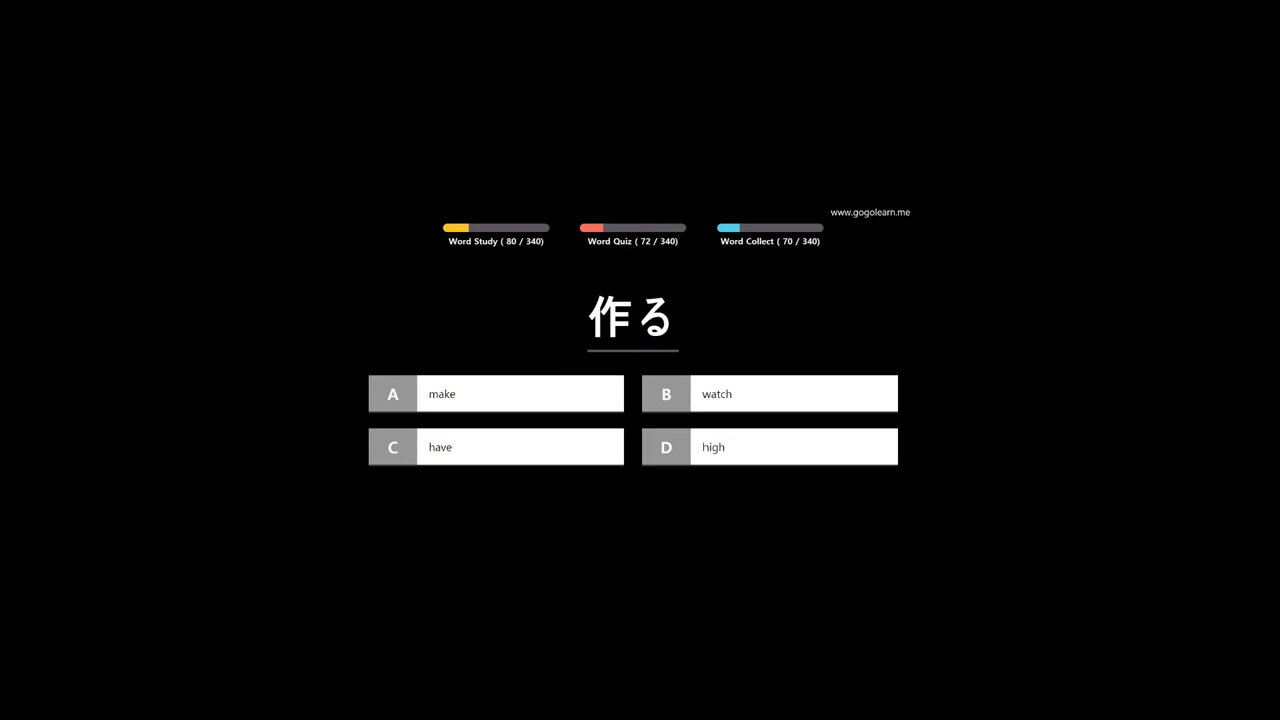 www.gogolearn.me
Word Study ( 80 / 340)
Word Quiz ( 72 / 340)
Word Collect ( 70 / 340)
作る
A make
B watch
C have
D high